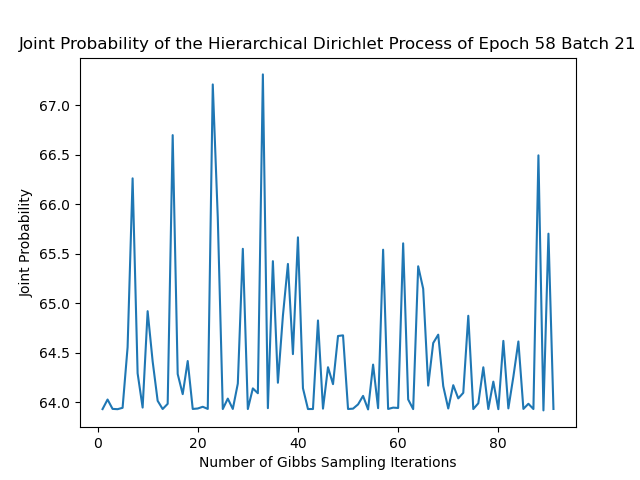 Joint Probability of the Hierarchical Dirichlet Process of Epoch 58 Batch 21
67.0
66.5
66.0
65.5
65.0
64.5
64.0
Joint Probability
0 20 40 60 80
Number of Gibbs Sampling Iterations